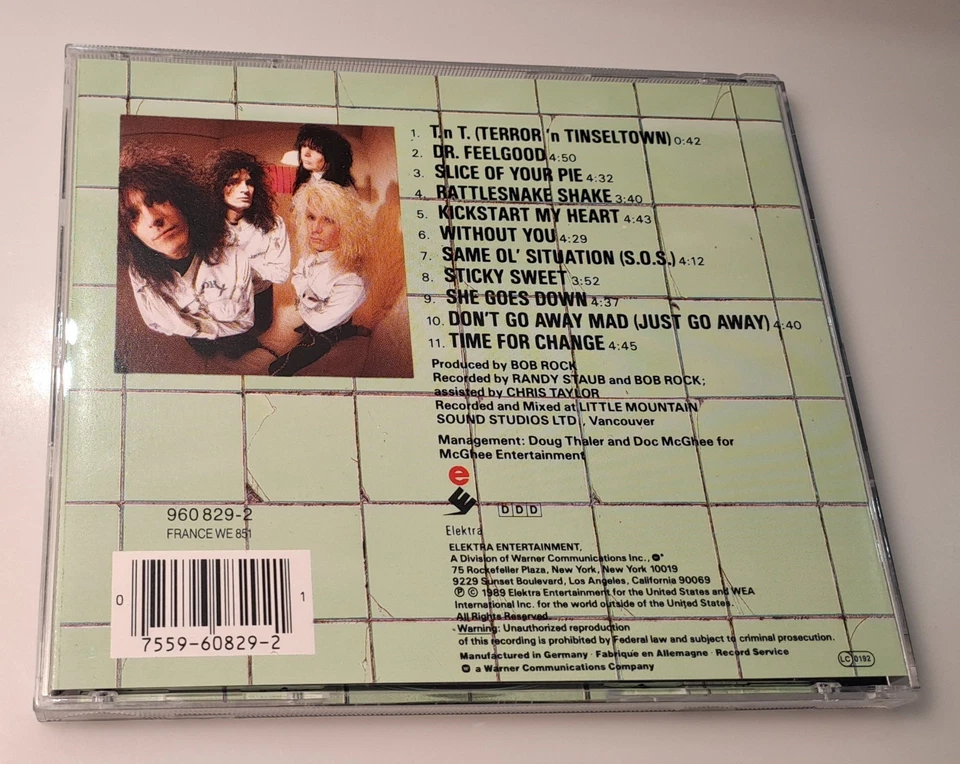 1. T.n T. (TERROR 'n TINSELTOWN) 0:42
2. DR. FEELGOOD 4:50
3. SLICE OF YOUR PIE 4:32
4. RATTLESNAKE SHAKE 3:40
5. KICKSTART MY HEART 4:43
6. WITHOUT YOU 4:29
7. SAME OL' SITUATION (S.O.S.) 4:12
8. STICKY SWEET 3:52
9. SHE GOES DOWN 4:37
10. DON'T GO AWAY MAD (JUST GO AWAY) 4:40
11. TIME FOR CHANGE 4:45
Produced by BOB ROCK
Recorded by RANDY STAUB and BOB ROCK;
assisted by CHRIS TAYLOR
Recorded and Mixed at LITTLE MOUNTAIN
SOUND STUDIOS LTD., Vancouver
Management: Doug Thaler and Doc McGhee for
McGhee Entertainment
e
DDD
Elektra
960 829-2
FRANCE WE 851
0 1
7559-60829-2
ELEKTRA ENTERTAINMENT,
A Division of Warner Communications Inc.,
75 Rockefeller Plaza, New York, New York 10019
9229 Sunset Boulevard, Los Angeles, California 90069
℗ © 1989 Elektra Entertainment for the United States and WEA
International Inc. for the world outside of the United States.
All Rights Reserved.
- Warning: Unauthorized reproduction
of this recording is prohibited by Federal law and subject to criminal prosecution.
Manufactured in Germany · Fabriqué en Allemagne · Record Service
a Warner Communications Company
LC 0192